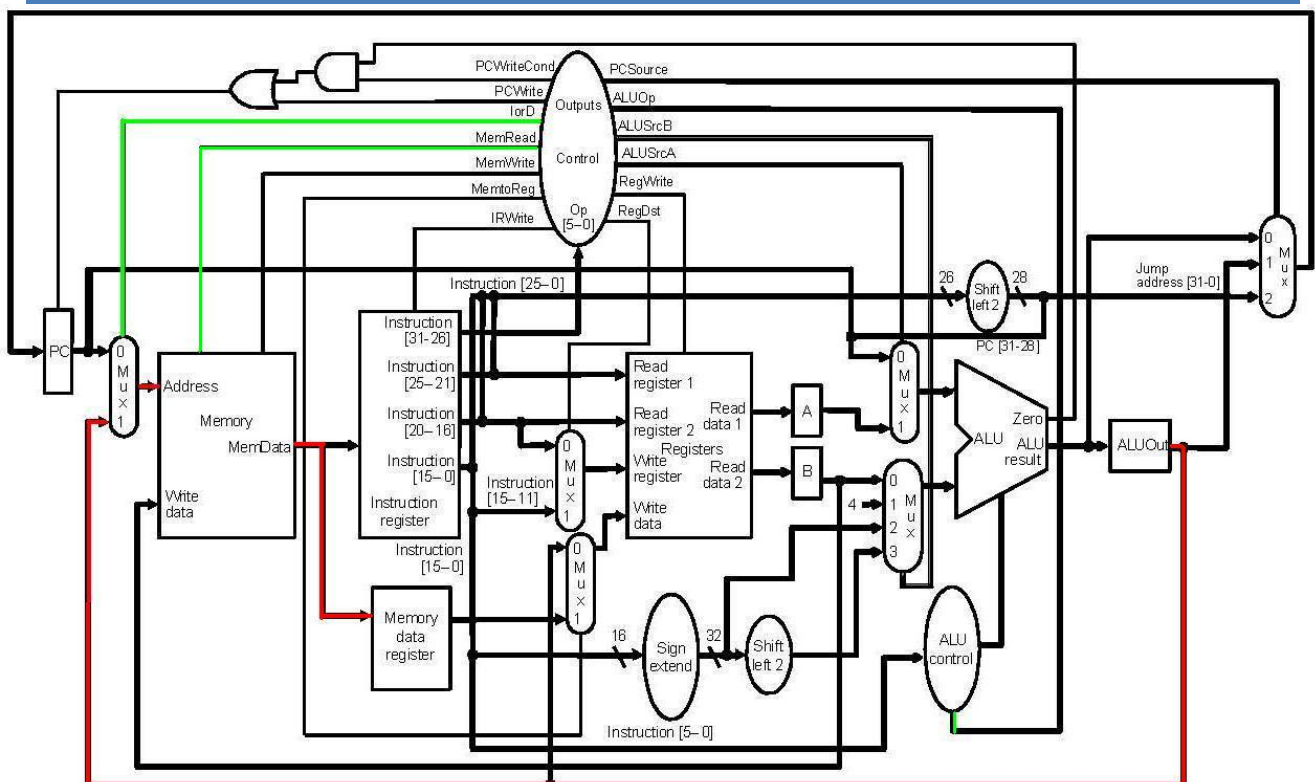 PCWriteCond
PCWrite
IorD
MemRead
MemWrite
MemtoReg
IRWrite
Outputs
Control
Op
[5–0]
PCSource
ALUOp
ALUSrcB
ALUSrcA
RegWrite
RegDst
Instruction [25–0]
26
Shift
left 2
28
Jump
address [31-0]
PC [31-28]
0
1
2
M
u
x
PC
0
M
u
x
1
Address
Memory
MemData
Write
data
Instruction
[31-26]
Instruction
[25–21]
Instruction
[20–16]
Instruction
[15–0]
Instruction
register
Instruction
[15–11]
Instruction
[15–0]
0
M
u
x
1
0
M
u
x
1
Memory
data
register
Read
register 1
Read
register 2
Registers
Write
register
Write
data
Read
data 1
Read
data 2
A
B
4
0
M
u
x
1
0
1
2
3
M
u
x
Zero
ALU
ALU
result
ALUOut
16
Sign
extend
32
Shift
left 2
ALU
control
Instruction [5–0]